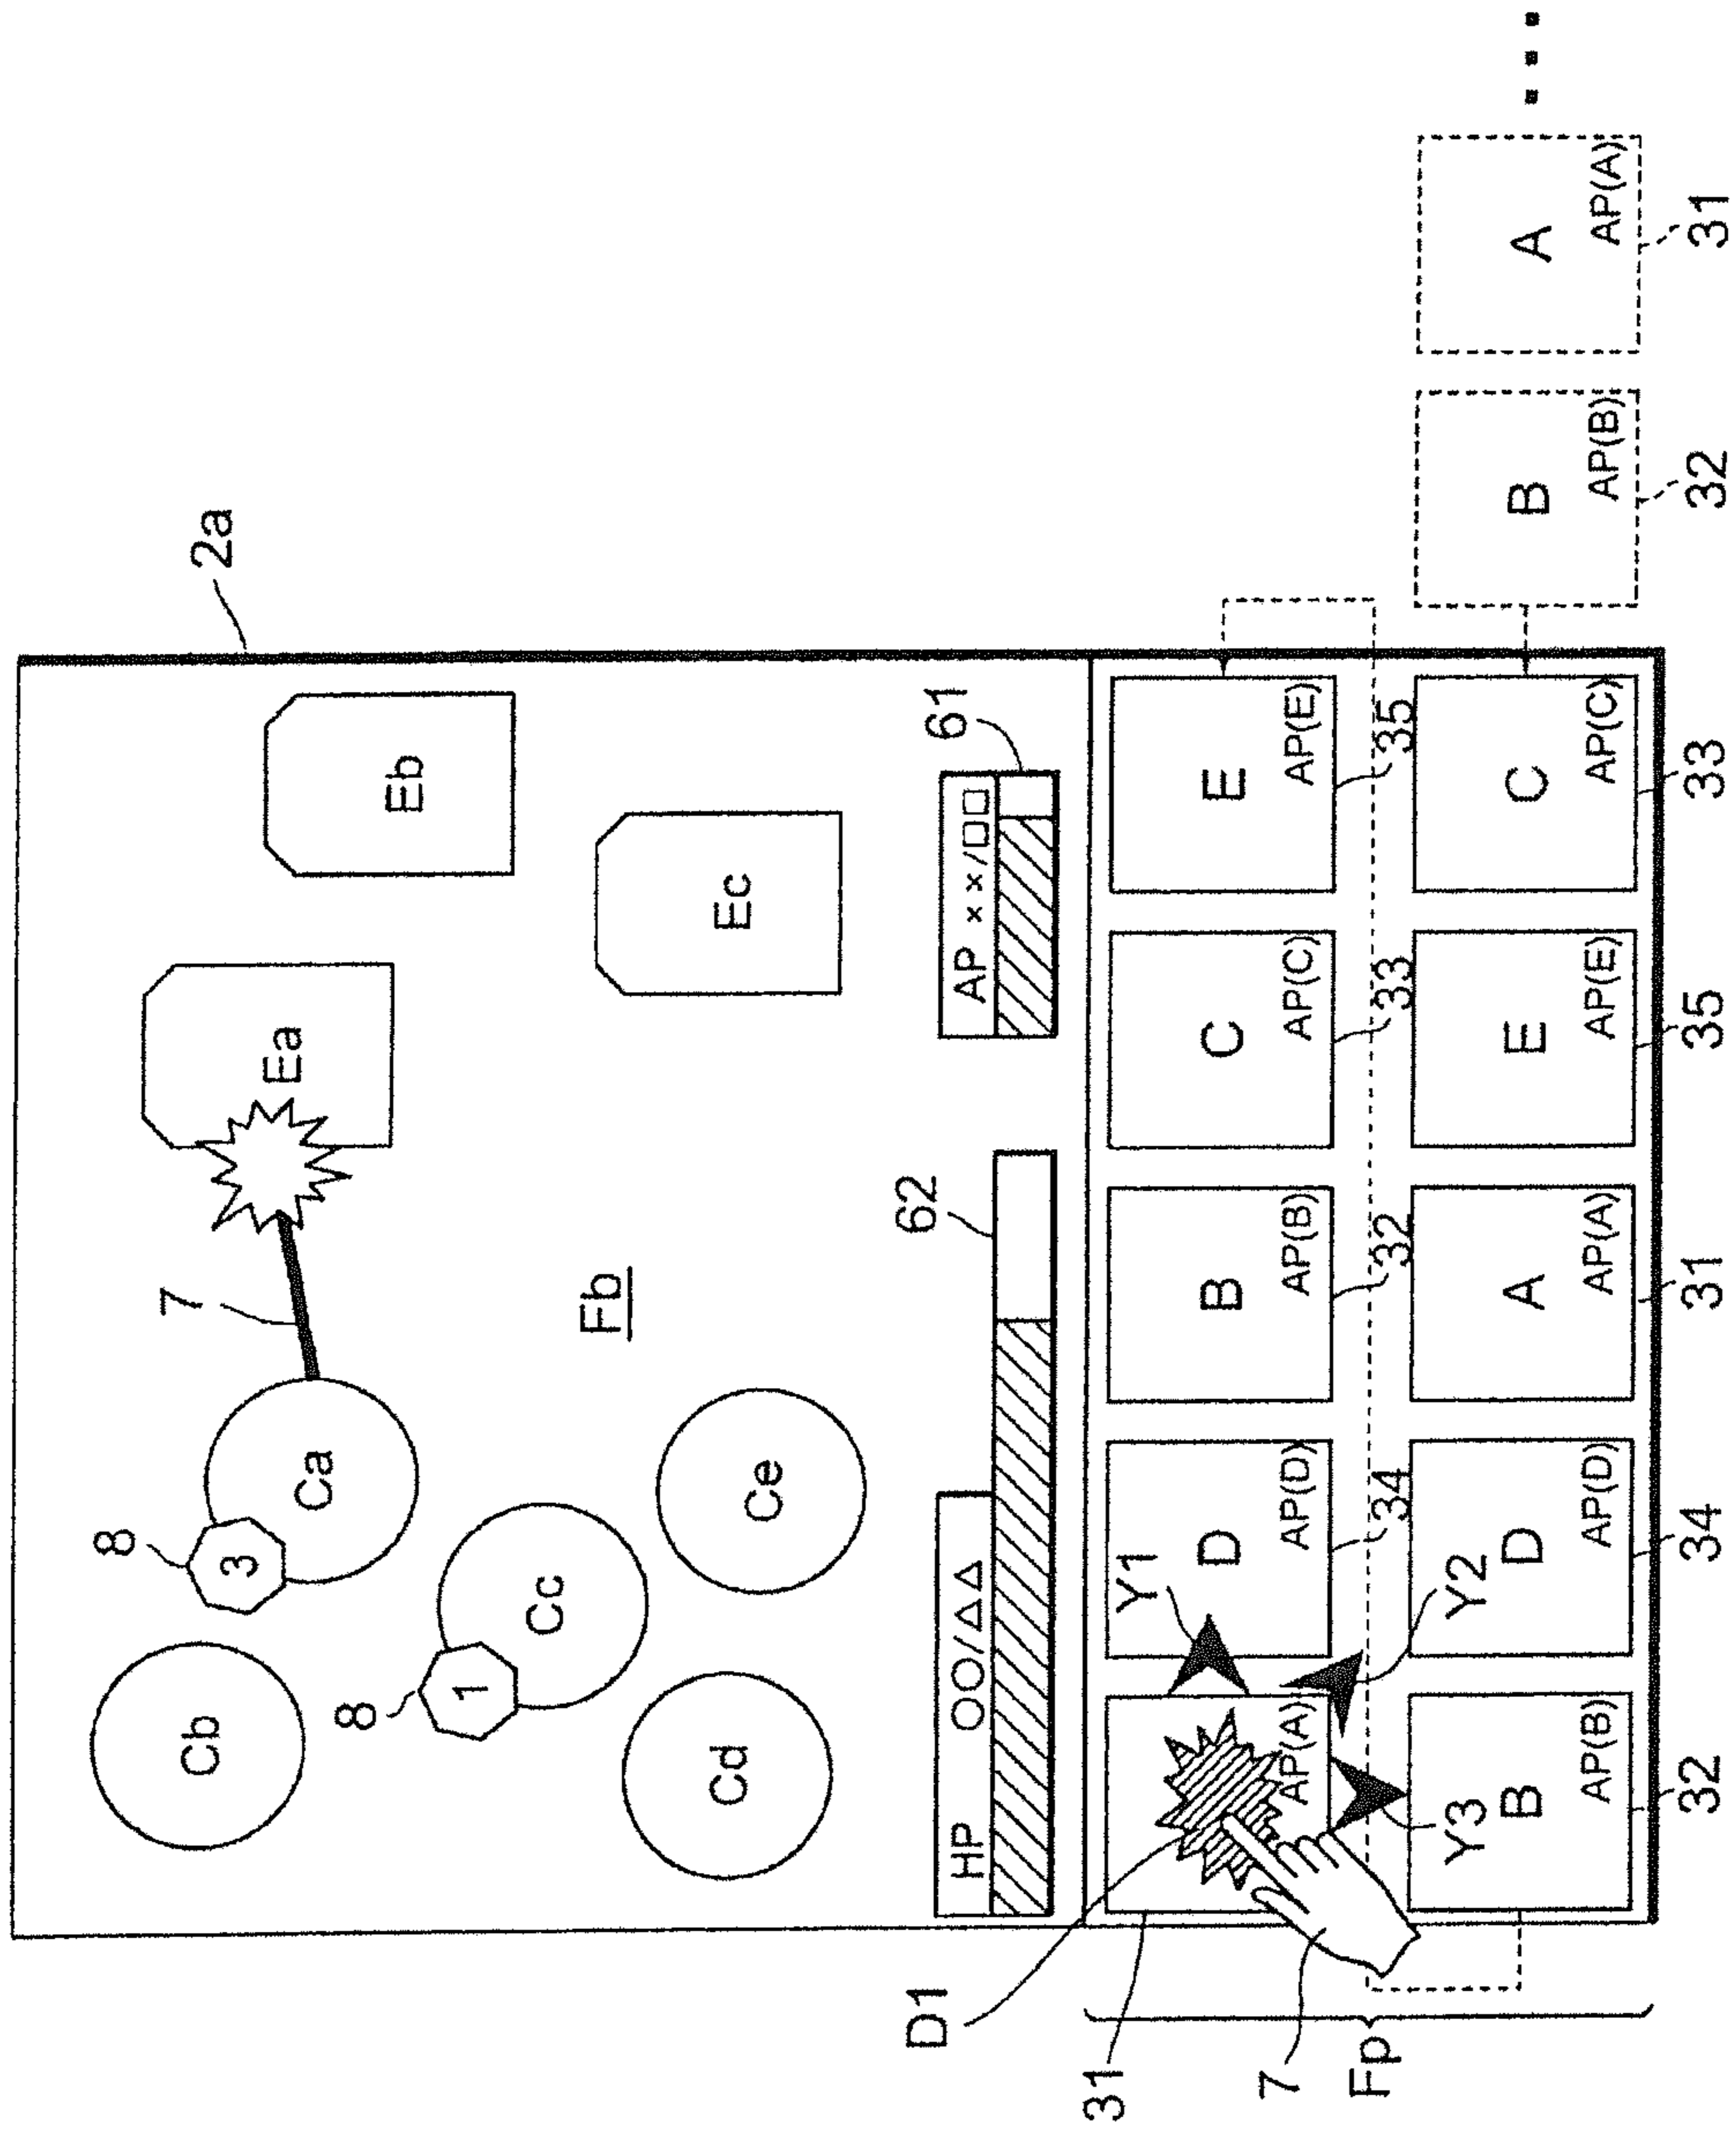 8
Cb
7
2a
3
Ea
Ca
8
Eb
1
Cc
Fb
Cd
Ce
Ec
62
61
D1
HP ○○/△△
AP ××/□□
31
Y1
D B C E
7
AP(A) AP(D) AP(B) AP(C) AP(E)
Fp
34 32 33 35
Y3 Y2
B D A E C B A
AP(B) AP(D) AP(A) AP(E) AP(C) AP(B) AP(A)
32 34 31 35 33 32 31